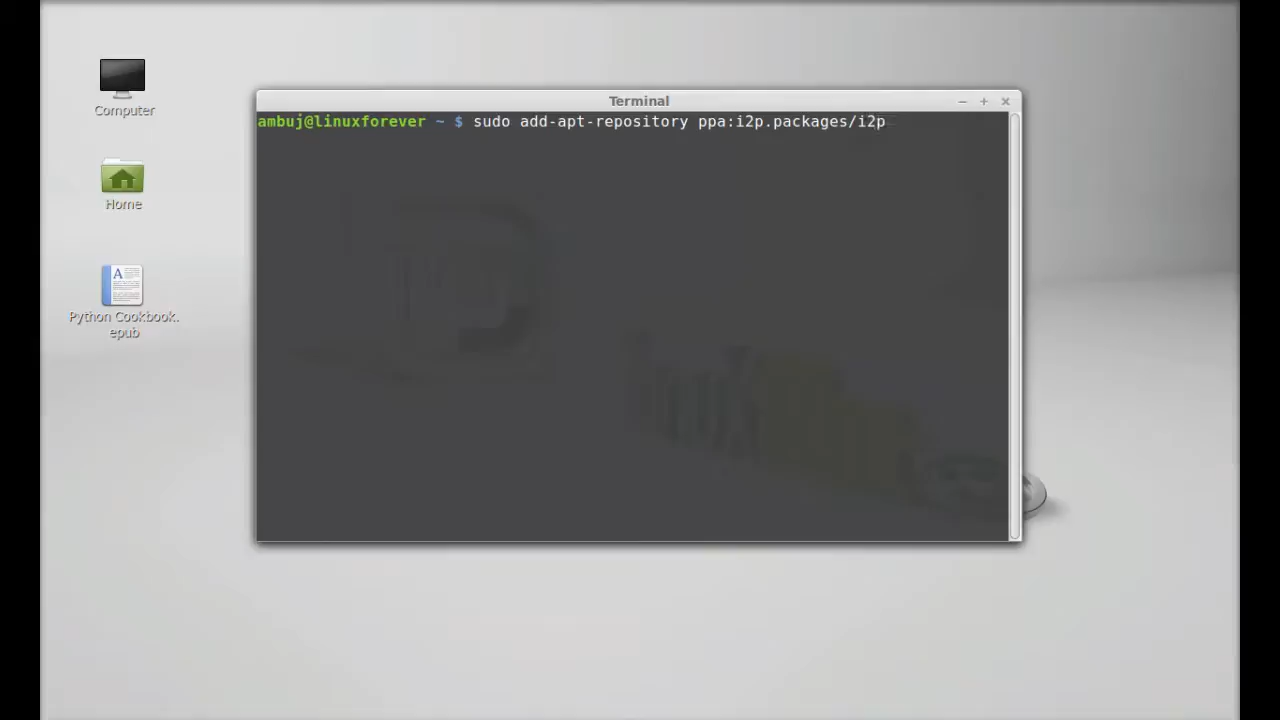 Terminal
ambuj@linuxforever ~ $ sudo add-apt-repository ppa:i2p.packages/i2p
Computer
Home
Python Cookbook.
epub